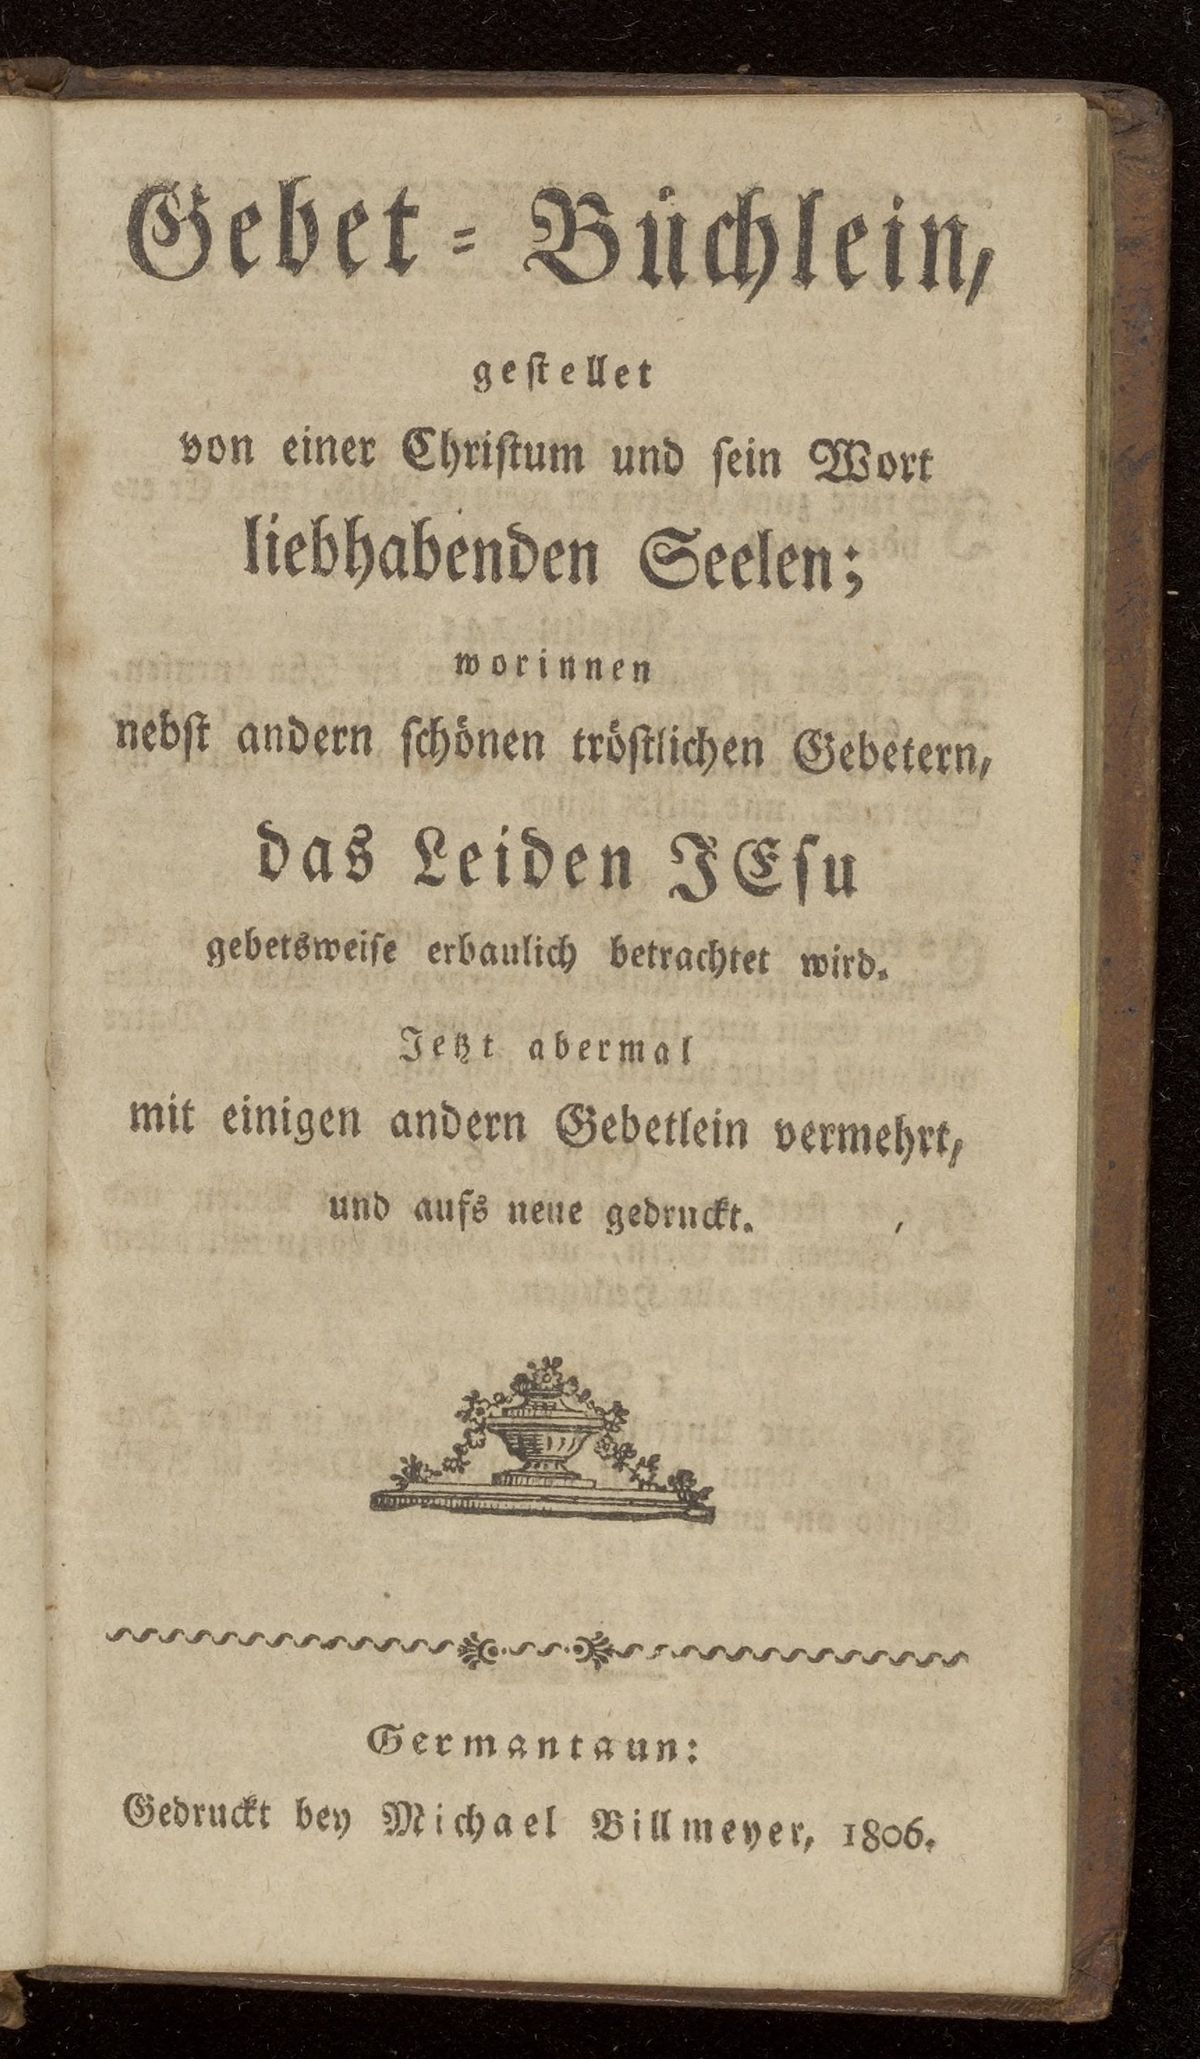 Gebet = Büchlein,
gestellet
von einer Christum und sein Wort
liebhabenden Seelen;
worinnen
nebst andern schönen tröstlichen Gebetern,
das Leiden JEsu
gebetsweise erbaulich betrachtet wird.
Jetzt abermal
mit einigen andern Gebetlein vermehrt,
und aufs neue gedruckt.
Germantaun:
Gedruckt bey Michael Billmeyer, 1806.